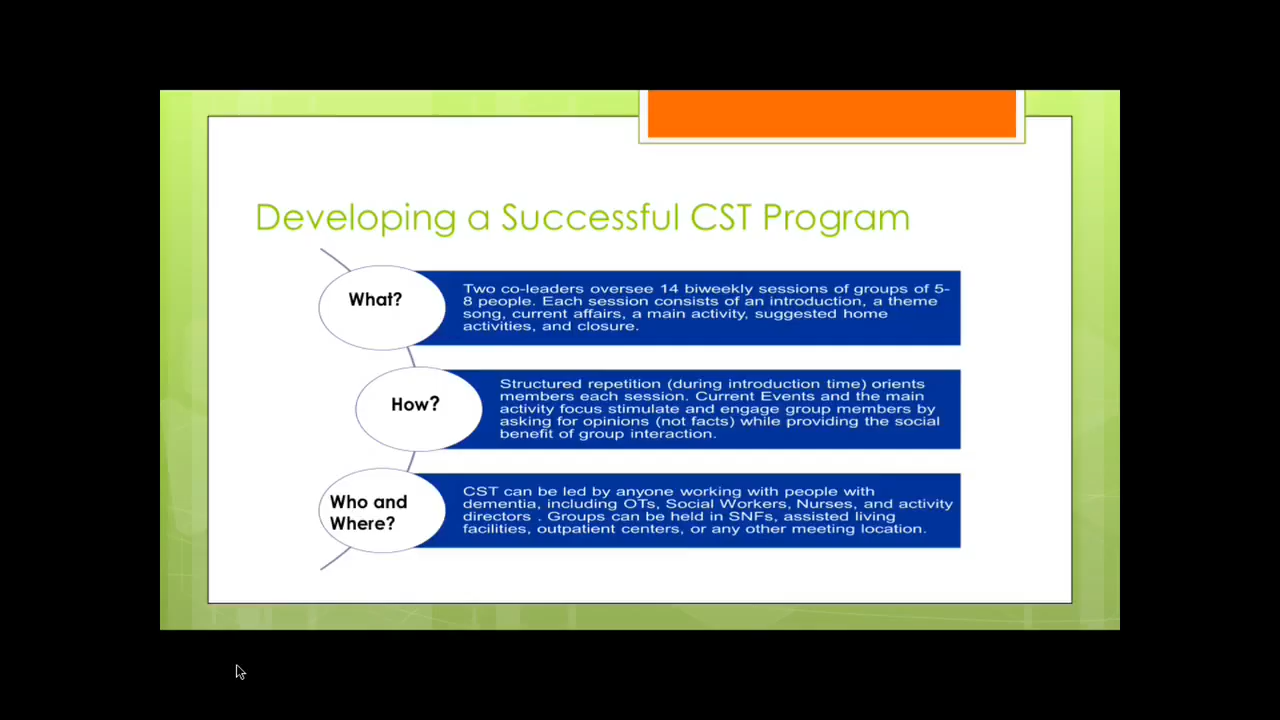 Developing a Successful CST Program
What?
Two co-leaders oversee 14 biweekly sessions of groups of 5-
8 people. Each session consists of an introduction, a theme
song, current affairs, a main activity, suggested home
activities, and closure.
How?
Structured repetition (during introduction time) orients
members each session. Current Events and the main
activity focus stimulate and engage group members by
asking for opinions (not facts) while providing the social
benefit of group interaction.
Who and
Where?
CST can be led by anyone working with people with
dementia, including OTs, Social Workers, Nurses, and activity
directors . Groups can be held in SNFs, assisted living
facilities, outpatient centers, or any other meeting location.